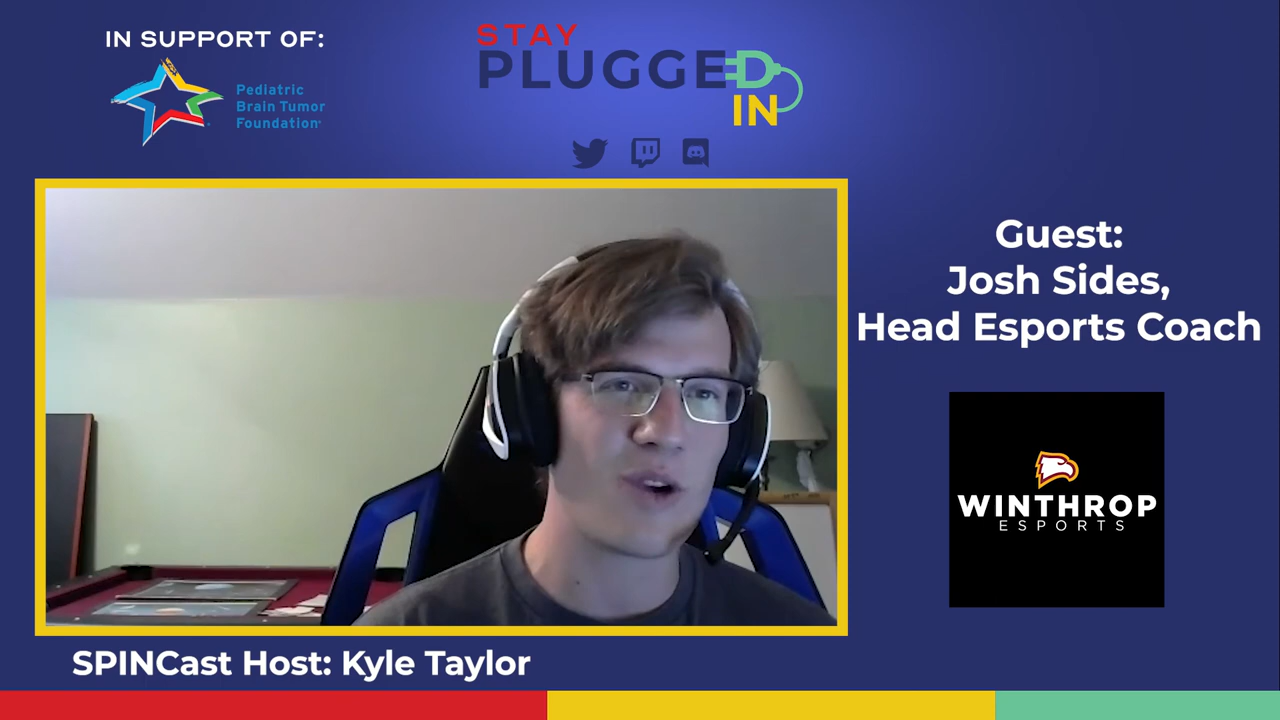 IN SUPPORT OF:
Pediatric
Brain Tumor
Foundation
STAY
PLUGGED
IN
Guest:
Josh Sides,
Head Esports Coach
WINTHROP
ESPORTS
SPINCast Host: Kyle Taylor